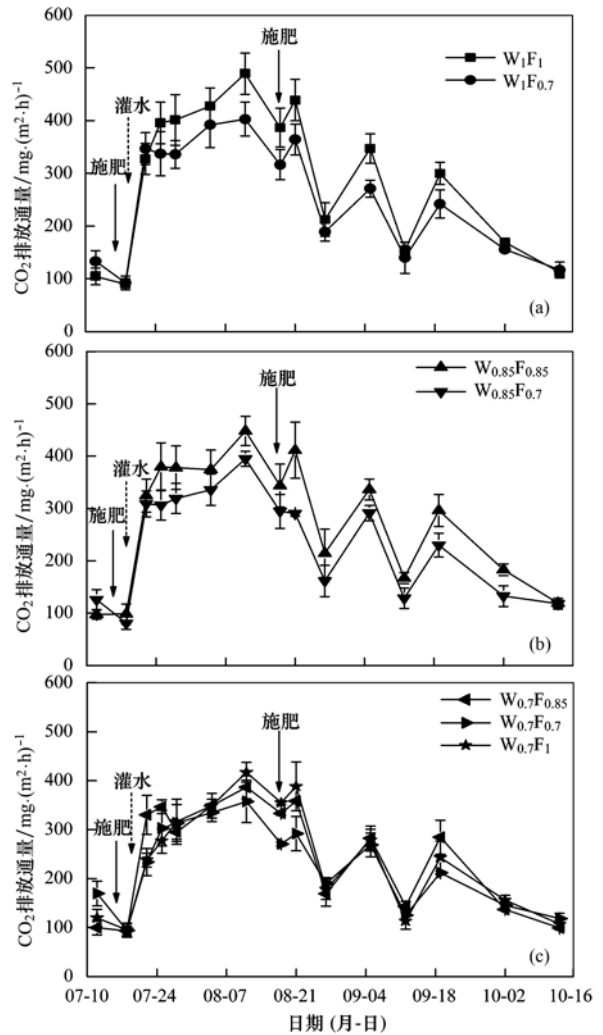 600
500
400
300
200
100
0
CO₂排放通量/mg·(m²·h)⁻¹
施肥
灌水
施肥
W₁F₁
W₁F₀.₇
(a)
600
500
400
300
200
100
0
CO₂排放通量/mg·(m²·h)⁻¹
施肥
灌水
施肥
W₀.₈₅F₀.₈₅
W₀.₈₅F₀.₇
(b)
600
500
400
300
200
100
0
CO₂排放通量/mg·(m²·h)⁻¹
施肥
灌水
施肥
W₀.₇F₀.₈₅
W₀.₇F₀.₇
W₀.₇F₁
(c)
07-10 07-24 08-07 08-21 09-04 09-18 10-02 10-16
日期 (月-日)